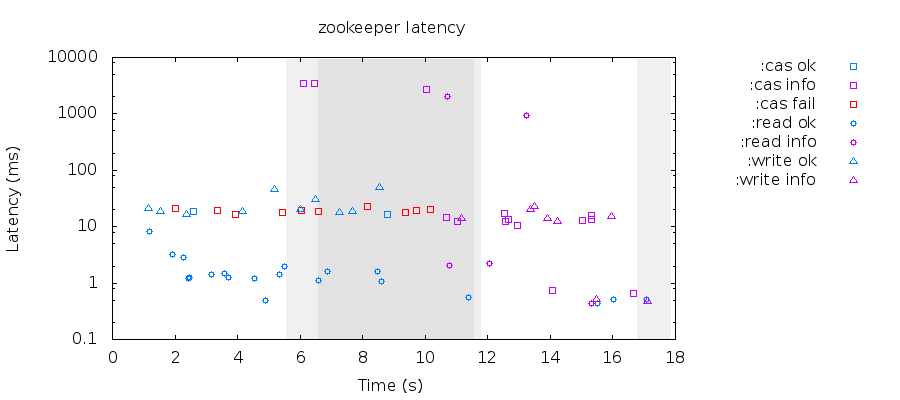 zookeeper latency
Latency (ms)
10000
1000
100
10
1
0.1
0 2 4 6 8 10 12 14 16 18
Time (s)
:cas ok
:cas info
:cas fail
:read ok
:read info
:write ok
:write info